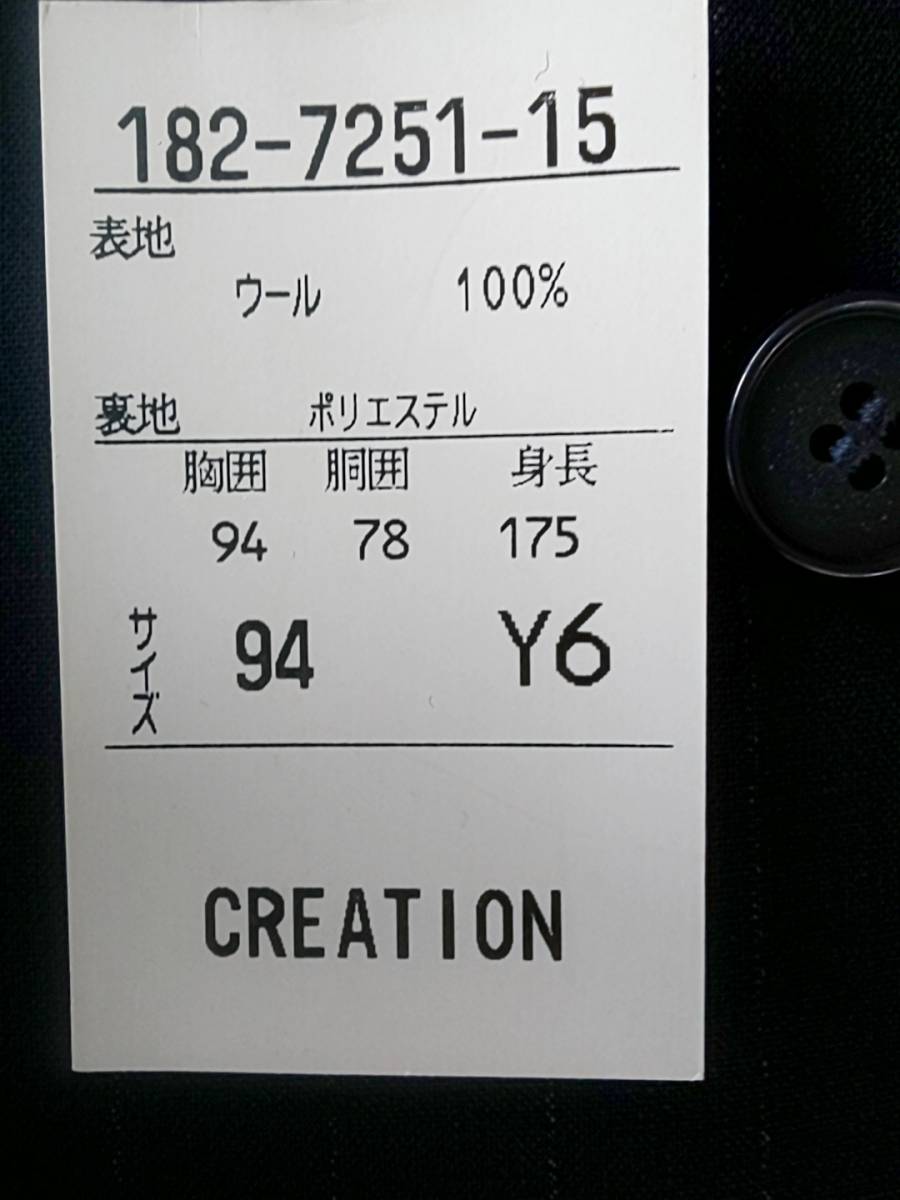 182-7251-15
表地
ウール 100%
裏地 ポリエステル
胸囲 胴囲 身長
94 78 175
サイズ 94 Y6
CREATION